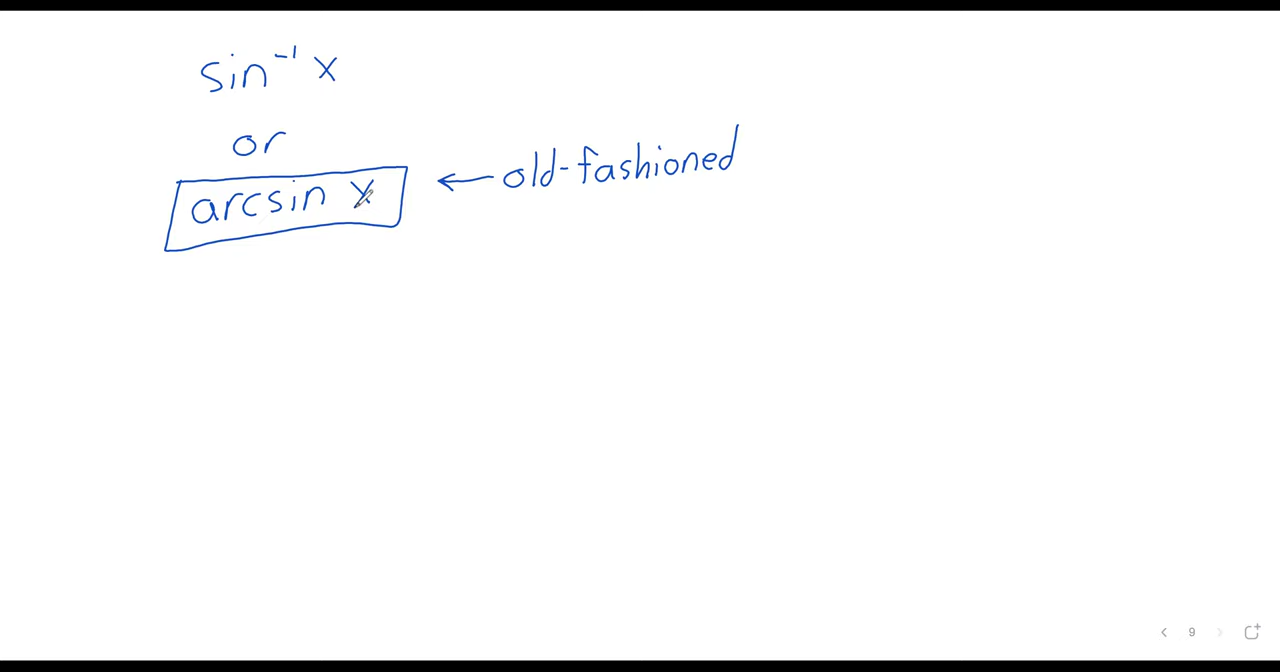 sin⁻¹ x
or
arcsin x ← old-fashioned
9